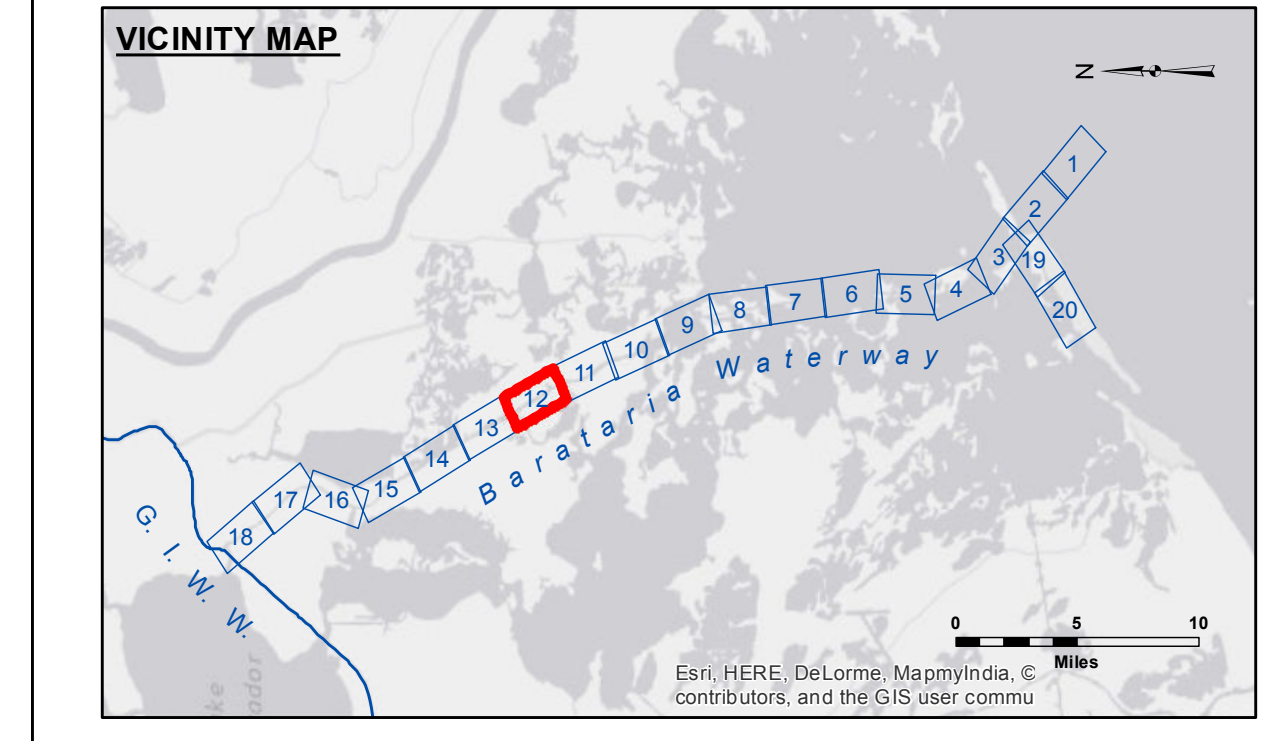 VICINITY MAP
N
1
2
3
19
20
4
5
6
7
8
9
10
11
12
13
14
15
16
17
18
Barataria Waterway
G. I. W. W.
0 5 10
Miles
Esri, HERE, DeLorme, MapmyIndia, ©
contributors, and the GIS user commu
ake
ador